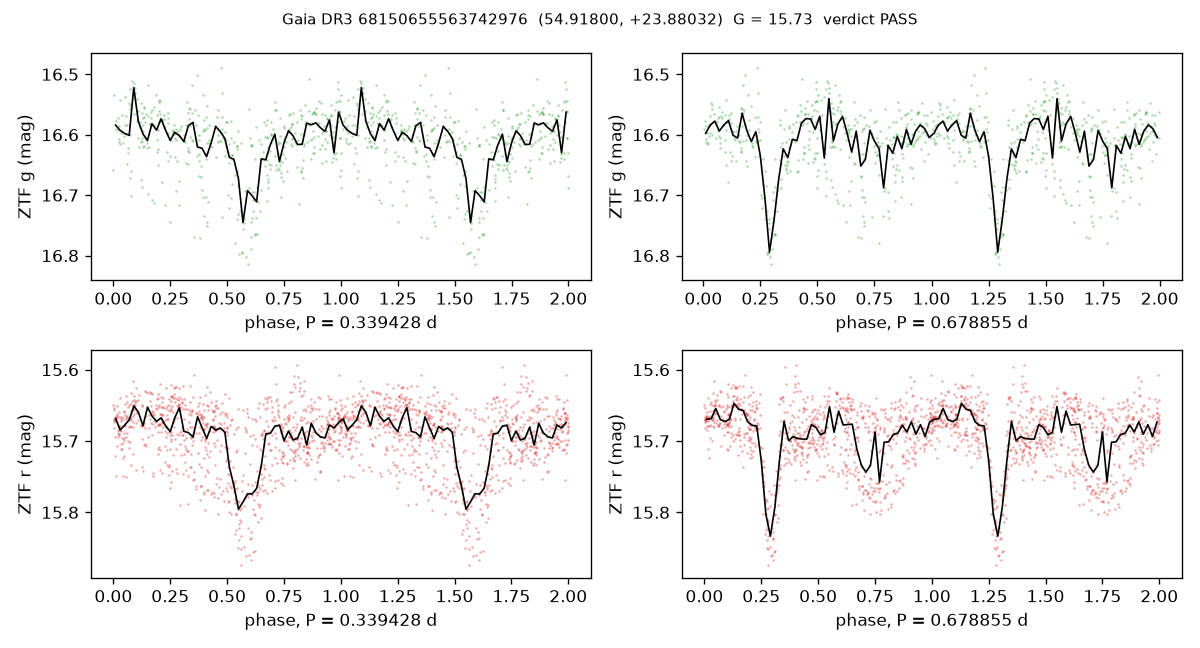 Gaia DR3 68150655563742976 (54.91800, +23.88032) G = 15.73 verdict PASS
ZTF g (mag)
16.5
16.6
16.7
16.8
0.00 0.25 0.50 0.75 1.00 1.25 1.50 1.75 2.00
phase, P = 0.339428 d
ZTF g (mag)
16.5
16.6
16.7
16.8
0.00 0.25 0.50 0.75 1.00 1.25 1.50 1.75 2.00
phase, P = 0.678855 d
ZTF r (mag)
15.6
15.7
15.8
0.00 0.25 0.50 0.75 1.00 1.25 1.50 1.75 2.00
phase, P = 0.339428 d
ZTF r (mag)
15.6
15.7
15.8
0.00 0.25 0.50 0.75 1.00 1.25 1.50 1.75 2.00
phase, P = 0.678855 d